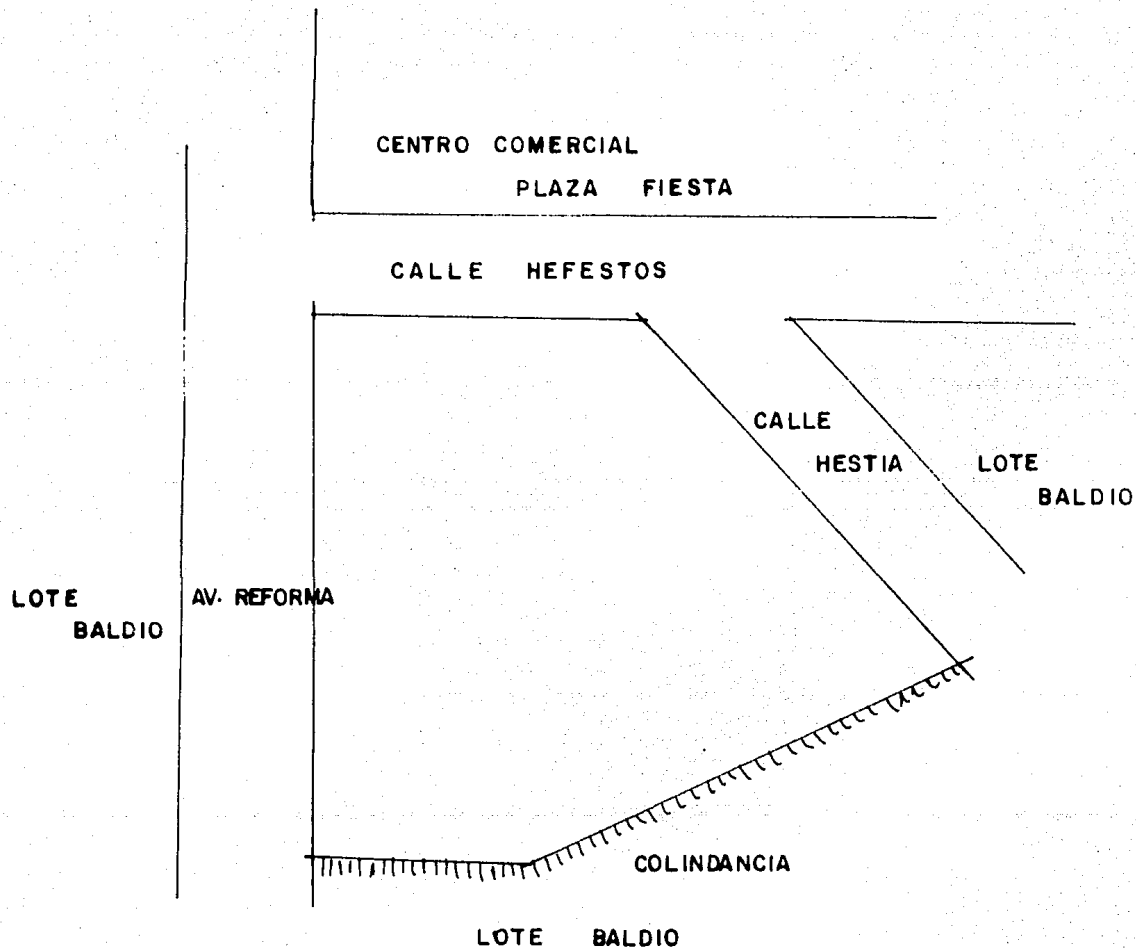 CENTRO COMERCIAL
PLAZA FIESTA
CALLE HEFESTOS
CALLE
HESTIA
LOTE
BALDIO
LOTE
BALDIO
AV. REFORMA
COLINDANCIA
LOTE BALDIO